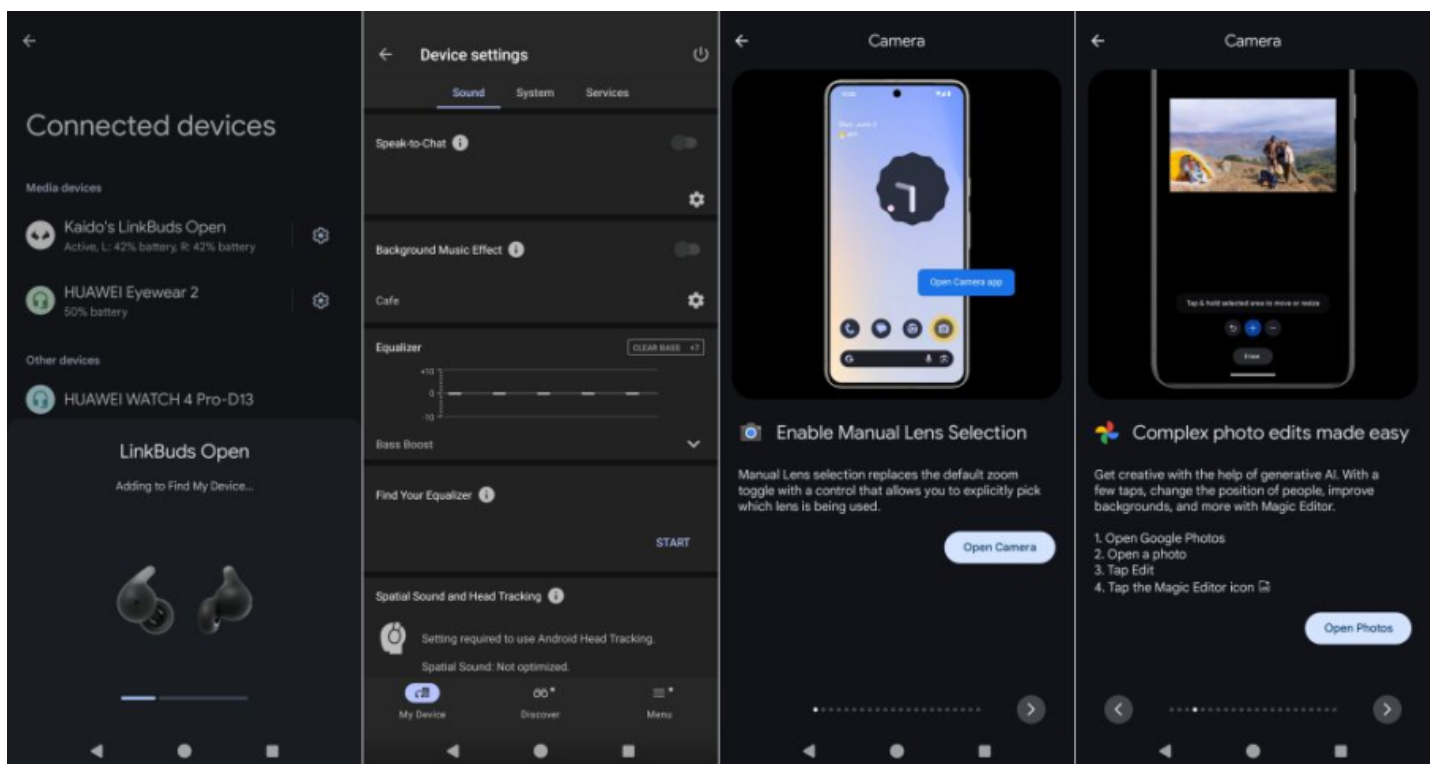 Connected devices
Media devices
Kaido's LinkBuds Open
Active, L: 42% battery, R: 42% battery
HUAWEI Eyewear 2
50% battery
Other devices
HUAWEI WATCH 4 Pro-D13
LinkBuds Open
Adding to Find My Device...
Device settings
Sound System Services
Speak-to-Chat
Background Music Effect
Cafe
Equalizer
CLEAR BASS +7
+10
0
-10
Bass Boost
Find Your Equalizer
START
Spatial Sound and Head Tracking
Setting required to use Android Head Tracking.
Spatial Sound: Not optimized.
My Device Discover Menu
Camera
Open Camera app
Enable Manual Lens Selection
Manual Lens selection replaces the default zoom
toggle with a control that allows you to explicitly pick
which lens is being used.
Open Camera
Camera
Tap & hold selected area to move or resize
Erase
Complex photo edits made easy
Get creative with the help of generative AI. With a
few taps, change the position of people, improve
backgrounds, and more with Magic Editor.
1. Open Google Photos
2. Open a photo
3. Tap Edit
4. Tap the Magic Editor icon
Open Photos